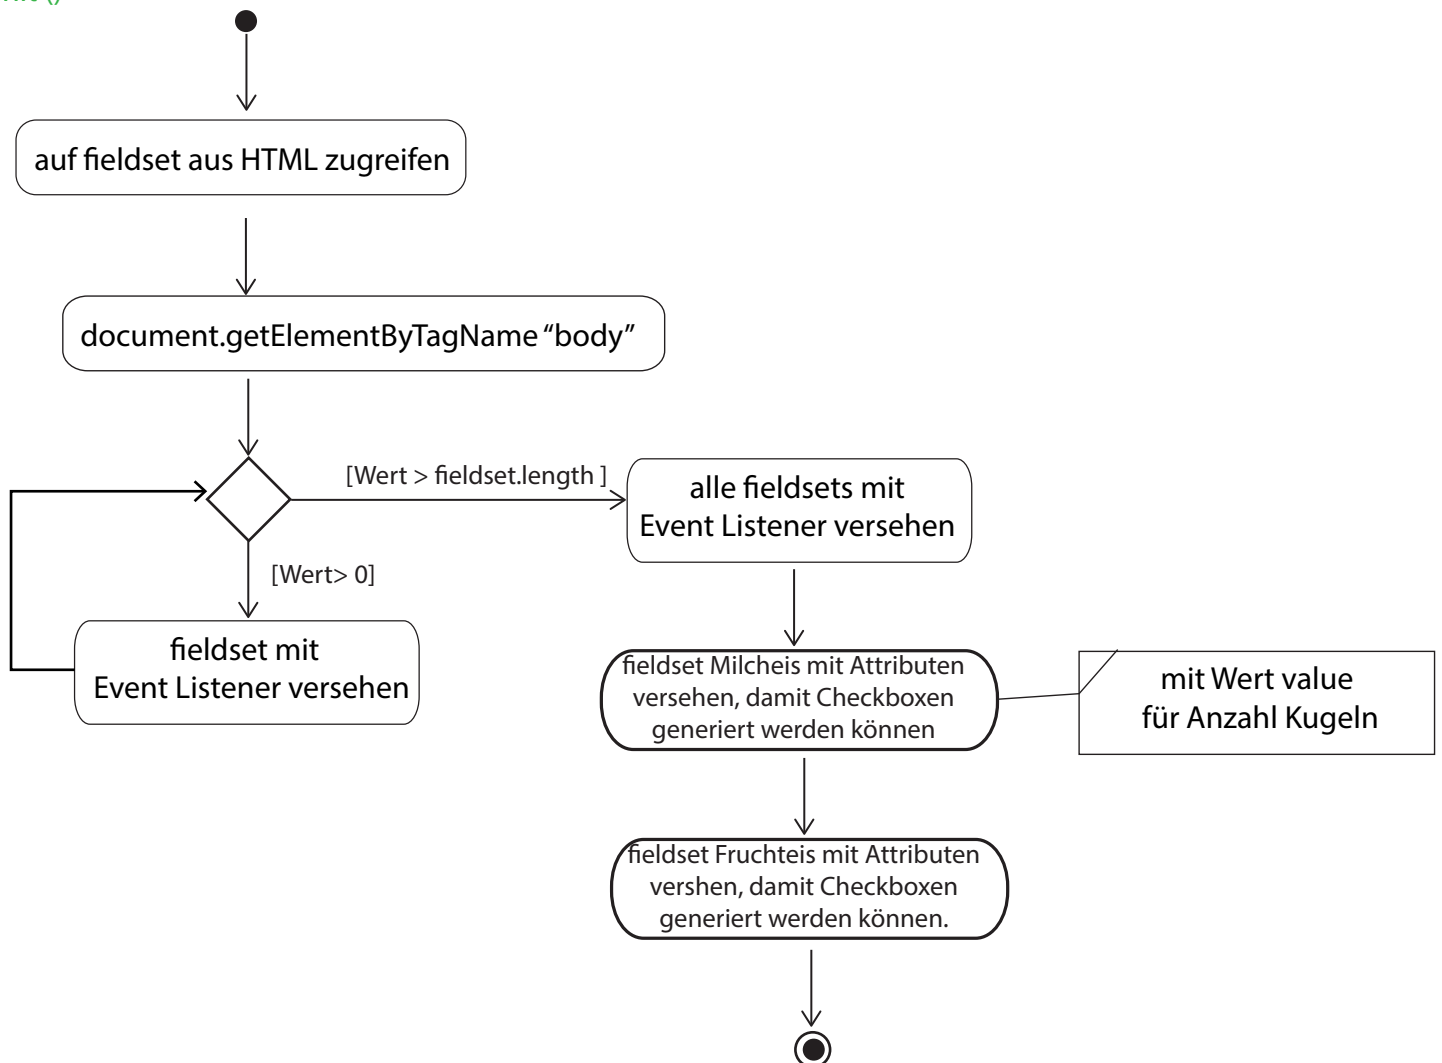 auf fieldset aus HTML zugreifen
document.getElementByTagName “body”
[Wert > fieldset.length ]
alle fieldsets mit
Event Listener versehen
[Wert> 0]
fieldset mit
Event Listener versehen
fieldset Milcheis mit Attributen
versehen, damit Checkboxen
generiert werden können
mit Wert value
für Anzahl Kugeln
fieldset Fruchteis mit Attributen
vershen, damit Checkboxen
generiert werden können.